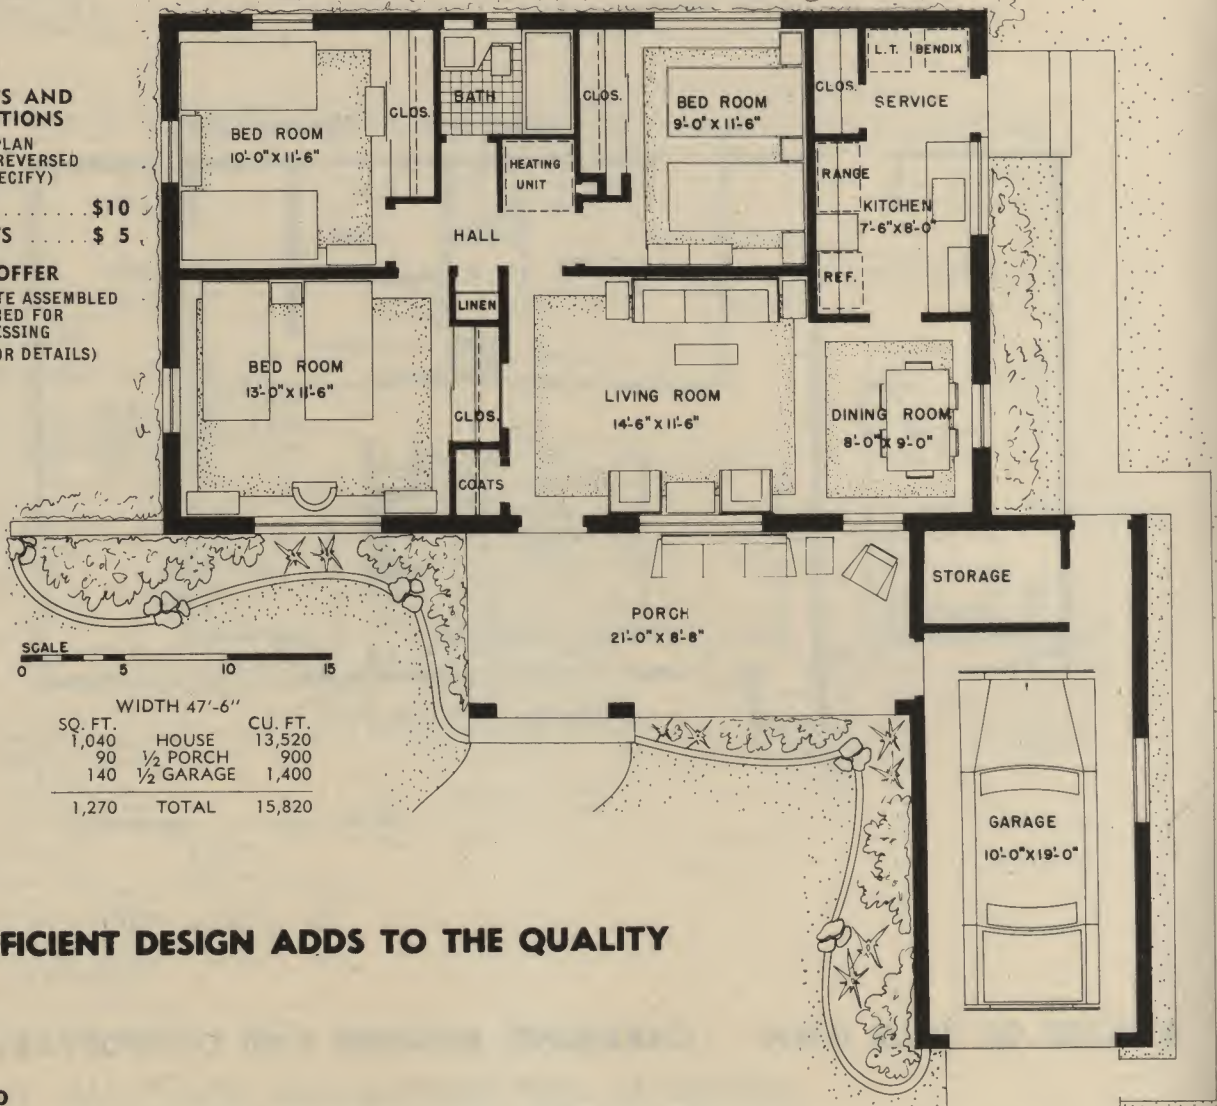 S AND
TIONS
PLAN
REVERSED
ECIFY)
. . . . . . . $10
S . . . . . $ 5
OFFER
TE ASSEMBLED
RED FOR
ESSING
OR DETAILS)
BED ROOM
10'-0" X 11'-6"
CLOS.
BATH
CLOS.
BED ROOM
9'-0" X 11'-6"
CLOS.
L.T.
BENDIX
SERVICE
HEATING
UNIT
RANGE
KITCHEN
7'-6" X 8'-0"
REF.
HALL
LINEN
BED ROOM
13'-0" X 11'-6"
CLOS.
COATS
LIVING ROOM
14'-6" X 11'-6"
DINING ROOM
8'-0" X 9'-0"
STORAGE
PORCH
21'-0" X 8'-8"
SCALE
0 5 10 15
WIDTH 47'-6"
SQ. FT. CU. FT.
1,040 HOUSE 13,520
90 ½ PORCH 900
140 ½ GARAGE 1,400
1,270 TOTAL 15,820
GARAGE
10'-0" X 19'-0"
FICIENT DESIGN ADDS TO THE QUALITY